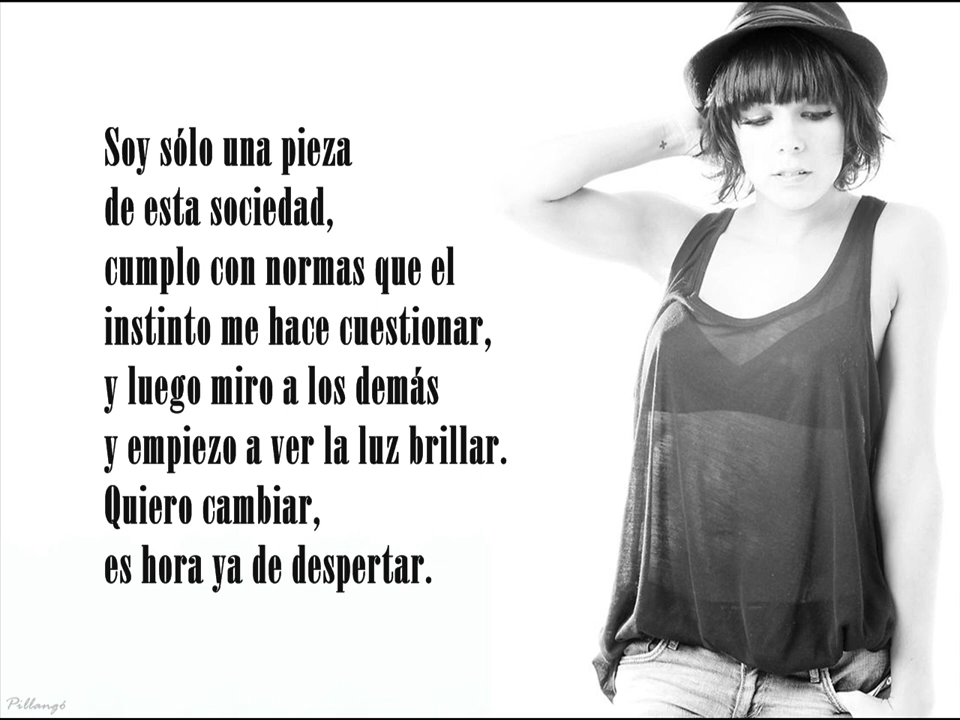 Soy sólo una pieza
de esta sociedad,
cumplo con normas que el
instinto me hace cuestionar,
y luego miro a los demás
y empiezo a ver la luz brillar.
Quiero cambiar,
es hora ya de despertar.
Pillangó